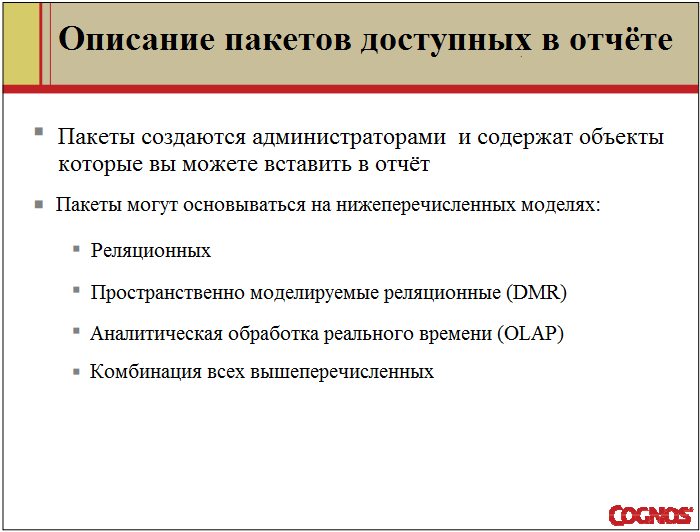 Описание пакетов доступных в отчёте
Пакеты создаются администраторами и содержат объекты
которые вы можете вставить в отчёт
Пакеты могут основываться на нижеперечисленных моделях:
Реляционных
Пространственно моделируемые реляционные (DMR)
Аналитическая обработка реального времени (OLAP)
Комбинация всех вышеперечисленных
COGNOS